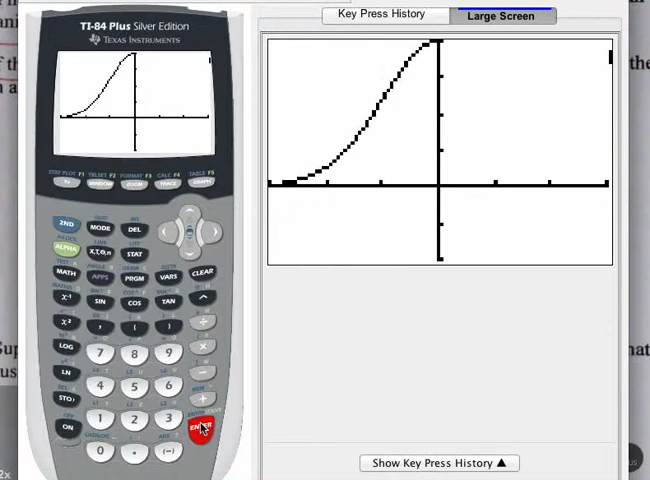 Key Press History
Large Screen
TI-84 Plus Silver Edition
TEXAS INSTRUMENTS
STAT PLOT F1 TBLSET F2 FORMAT F3 CALC F4 TABLE F5
Y= WINDOW ZOOM TRACE GRAPH
2ND MODE DEL
ALPHA X,T,Θ,n STAT
MATH APPS PRGM VARS CLEAR
x⁻¹ SIN COS TAN ^
x² , ( ) ÷
LOG 7 8 9 ×
LN 4 5 6 −
STO 1 2 3 +
ON 0 . (−) ENTER
Show Key Press History ▲